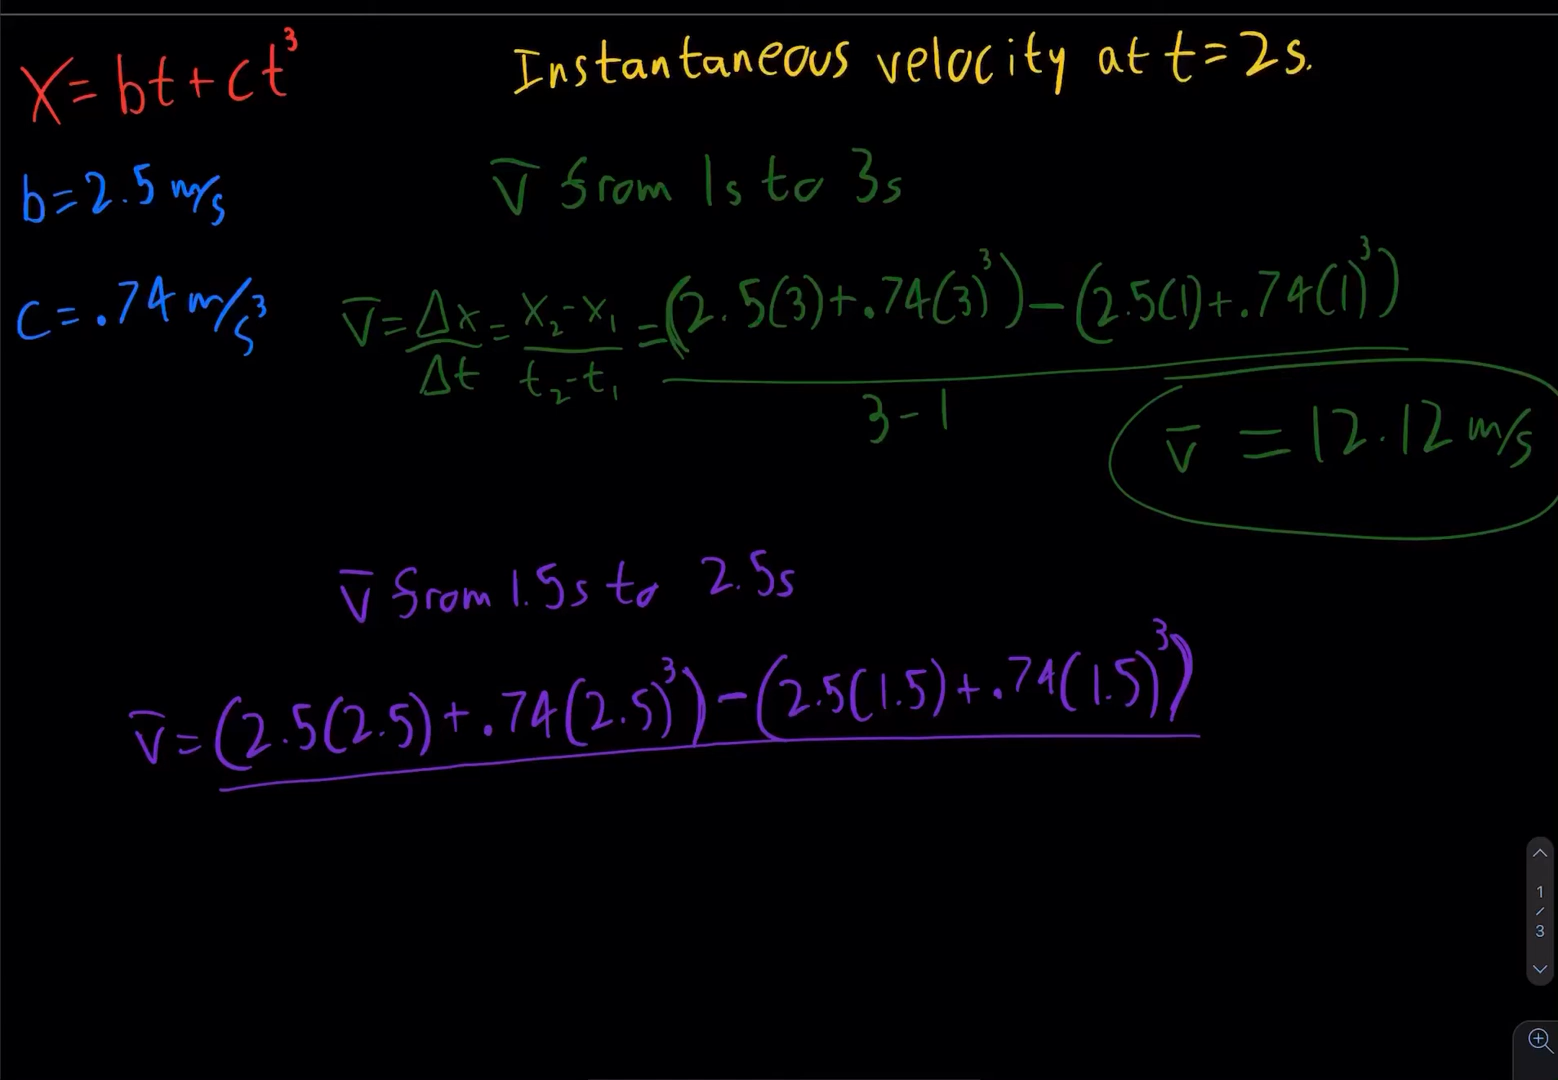 x = bt + ct³
Instantaneous velocity at t = 2s.
b = 2.5 m/s
v̅ from 1s to 3s
c = .74 m/s³
v̅ = Δx/Δt = (x₂-x₁)/(t₂-t₁) = ((2.5(3)+.74(3)³) - (2.5(1)+.74(1)³))/(3-1)
v̅ = 12.12 m/s
v̅ from 1.5s to 2.5s
v̅ = (2.5(2.5)+.74(2.5)³) - (2.5(1.5)+.74(1.5)³)
1
/
3